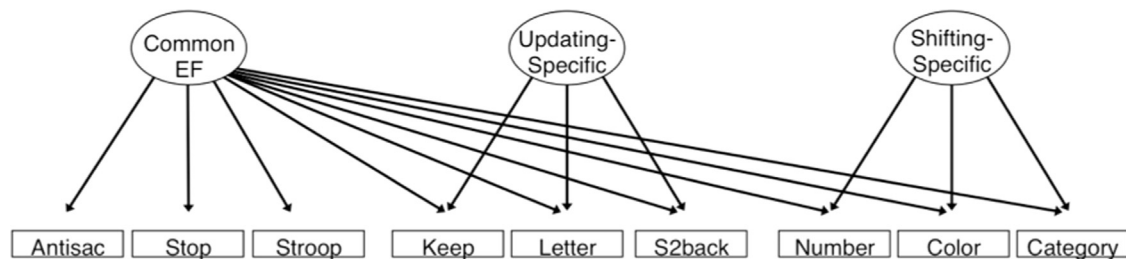 Common
EF
Updating-
Specific
Shifting-
Specific
Antisac
Stop
Stroop
Keep
Letter
S2back
Number
Color
Category